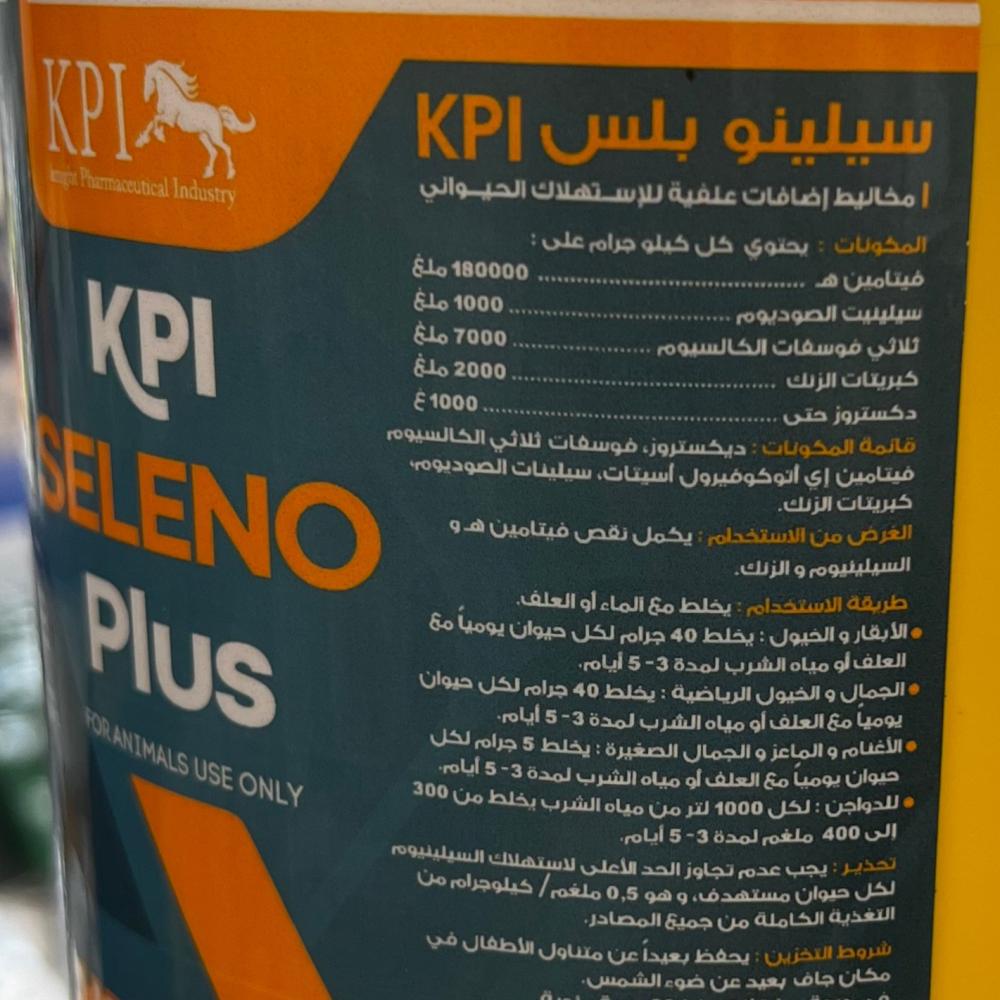 KPI
Pharmaceutical Industry
KPI
SELENO
Plus
FOR ANIMALS USE ONLY
سيلينو بلس KPI
مخاليط إضافات علفية للإستهلاك الحيواني
المكونات : يحتوي كل كيلو جرام على :
فيتامين هـ ........................ 180000 ملغ
سيلينيت الصوديوم ........................ 1000 ملغ
ثلاثي فوسفات الكالسيوم ............... 7000 ملغ
كبريتات الزنك ........................ 2000 ملغ
دكستروز حتى ........................ 1000 غ
قائمة المكونات : ديكستروز، فوسفات ثلاثي الكالسيوم
فيتامين إي أتوكوفيرول أسيتات، سيلينات الصوديوم،
كبريتات الزنك.
الغرض من الاستخدام : يكمل نقص فيتامين هـ و
السيلينيوم و الزنك.
طريقة الاستخدام : يخلط مع الماء أو العلف.
• الأبقار و الخيول : يخلط 40 جرام لكل حيوان يومياً مع
العلف أو مياه الشرب لمدة 3-5 أيام.
• الجمال و الخيول الرياضية : يخلط 40 جرام لكل حيوان
يومياً مع العلف أو مياه الشرب لمدة 3-5 أيام.
• الأغنام و الماعز و الجمال الصغيرة : يخلط 5 جرام لكل
حيوان يومياً مع العلف أو مياه الشرب لمدة 3-5 أيام.
• للدواجن : لكل 1000 لتر من مياه الشرب يخلط من 300
إلى 400 ملغم لمدة 3-5 أيام.
تحذير : يجب عدم تجاوز الحد الأعلى لاستهلاك السيلينيوم
لكل حيوان مستهدف، و هو 0,5 ملغم/ كيلوجرام من
التغذية الكاملة من جميع المصادر.
شروط التخزين : يحفظ بعيداً عن متناول الأطفال في
مكان جاف بعيد عن ضوء الشمس.